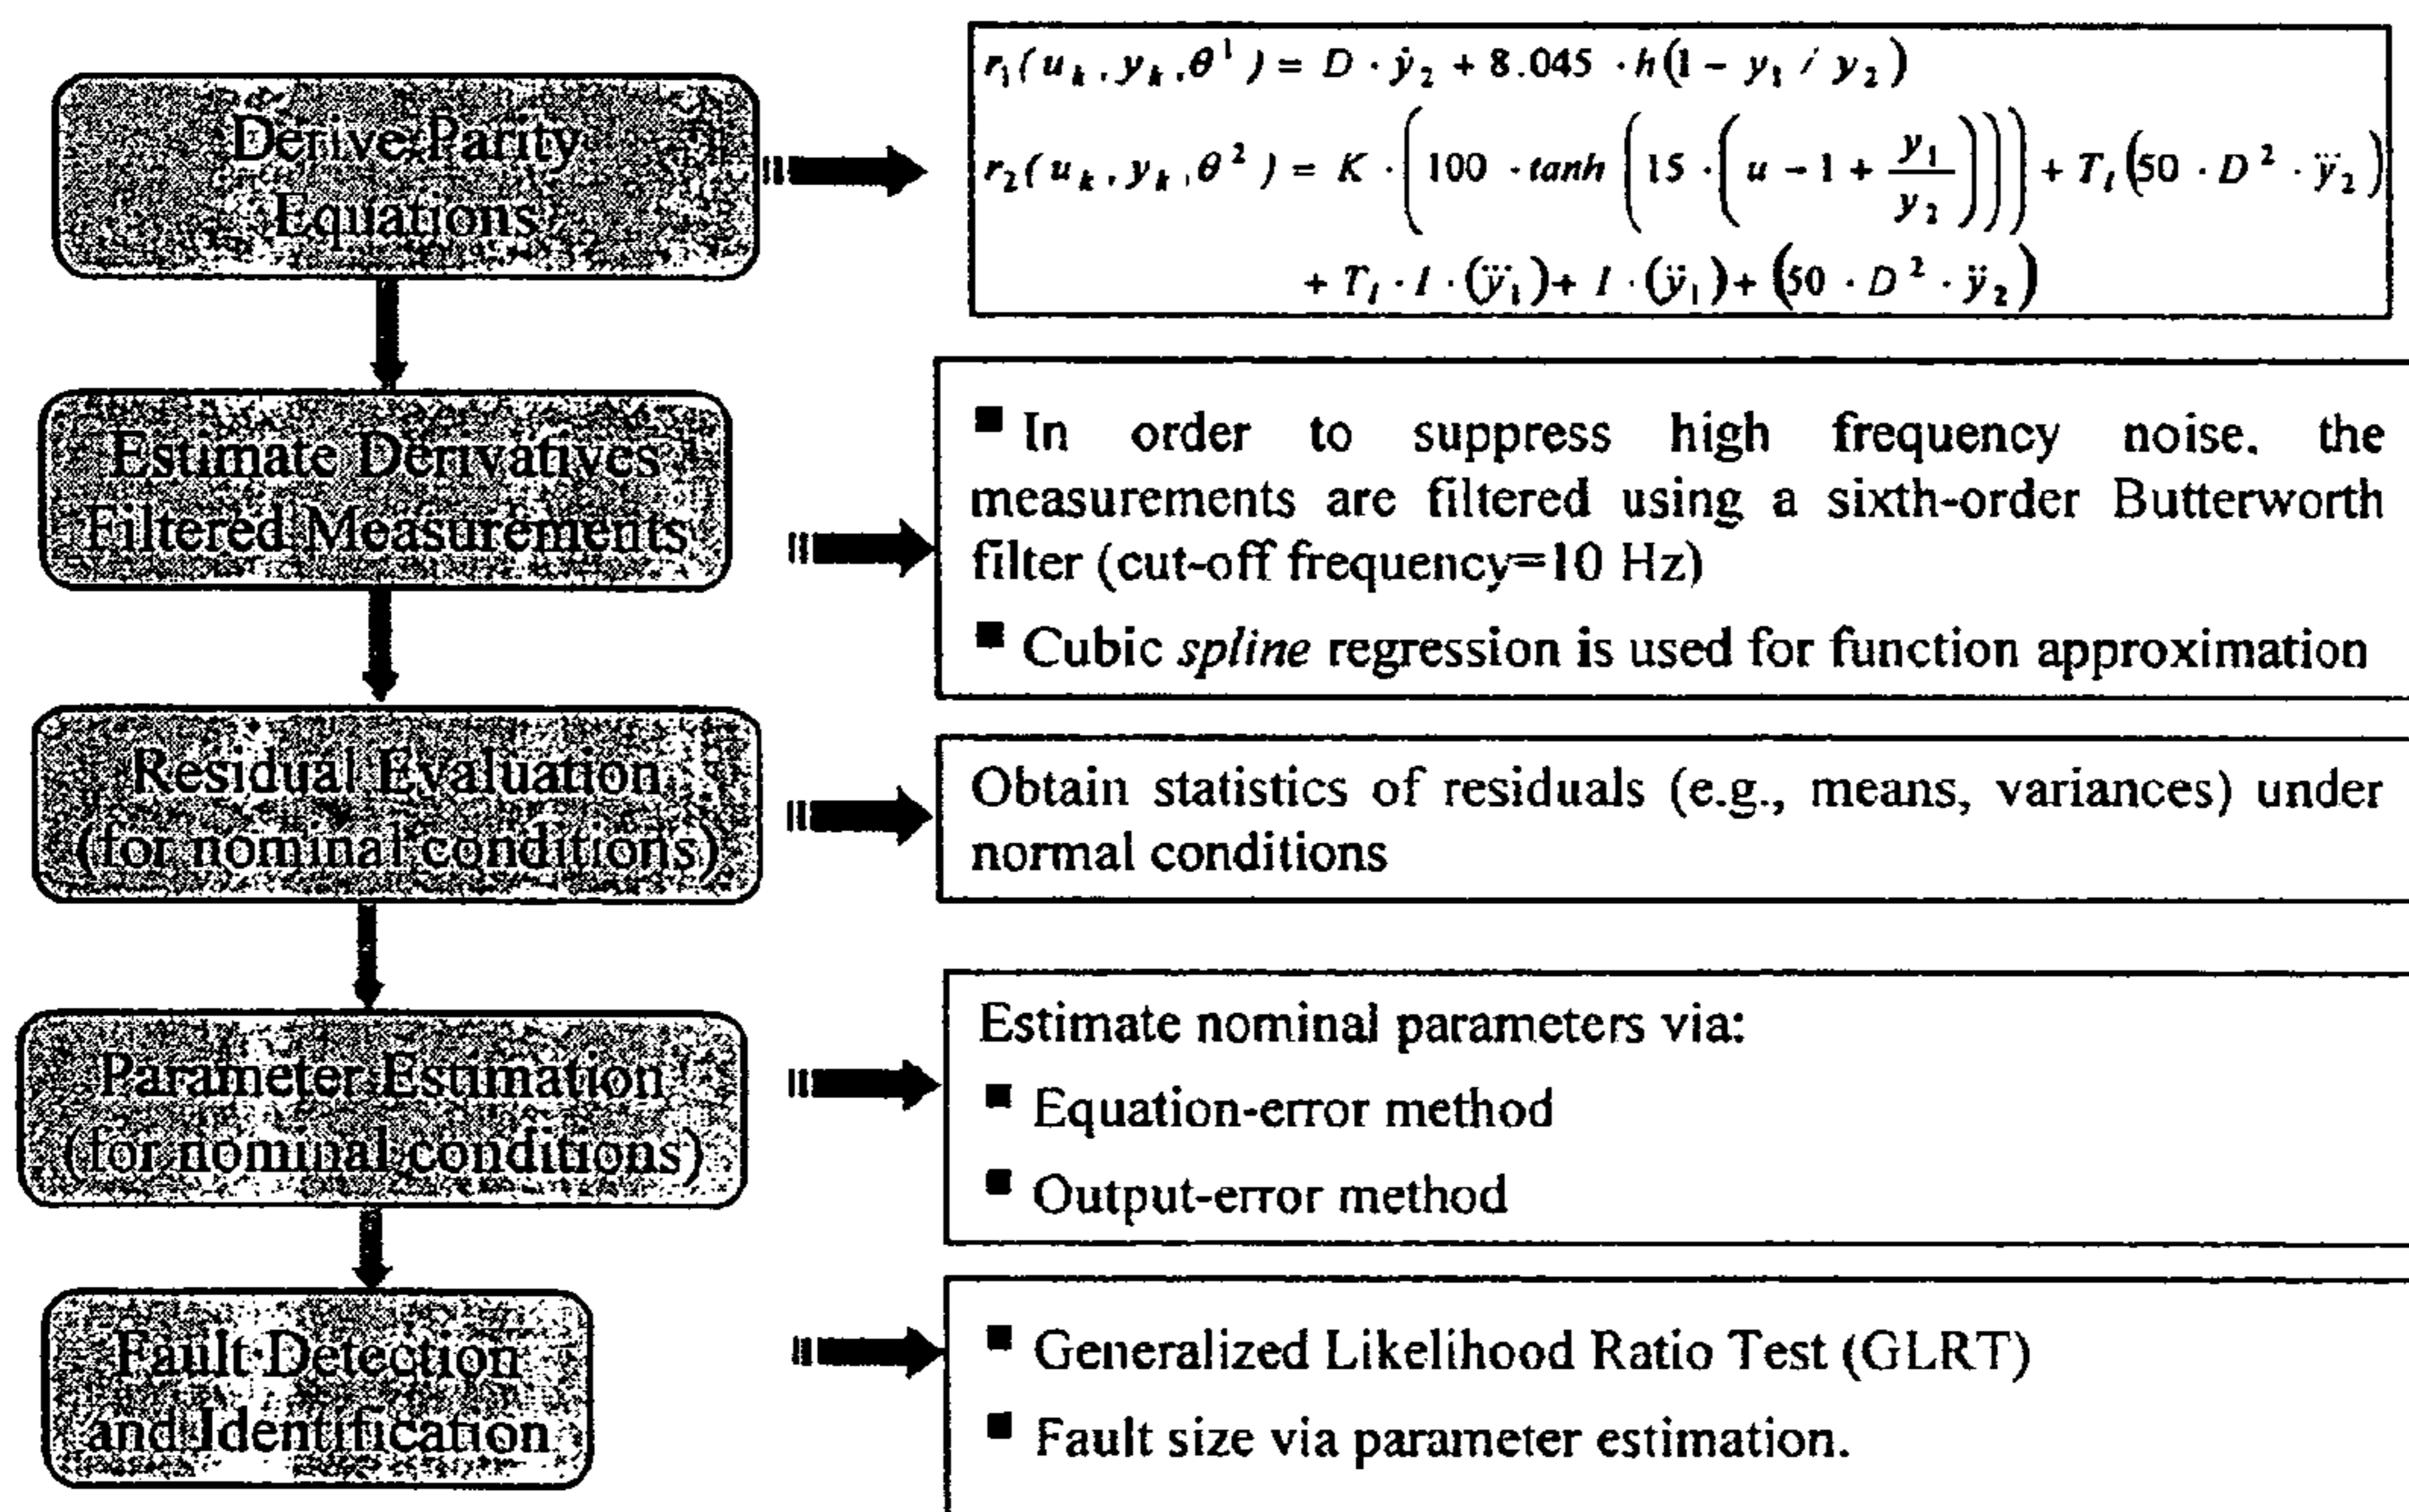 Derive Parity
Equations
r₁(u_k, y_k, θ¹) = D · ẏ₂ + 8.045 · h(1 - y₁ / y₂)
r₂(u_k, y_k, θ²) = K · (100 · tanh (15 · (u - 1 + y₁/y₂))) + T_l(50 · D² · y⃛₂)
+ T_l · I · (y⃛₁) + I · (ÿ₁) + (50 · D² · ÿ₂)
Estimate Derivatives
Filtered Measurements
■ In order to suppress high frequency noise, the
measurements are filtered using a sixth-order Butterworth
filter (cut-off frequency=10 Hz)
■ Cubic spline regression is used for function approximation
Residual Evaluation
(for nominal conditions)
Obtain statistics of residuals (e.g., means, variances) under
normal conditions
Parameter Estimation
(for nominal conditions)
Estimate nominal parameters via:
■ Equation-error method
■ Output-error method
Fault Detection
and Identification
■ Generalized Likelihood Ratio Test (GLRT)
■ Fault size via parameter estimation.